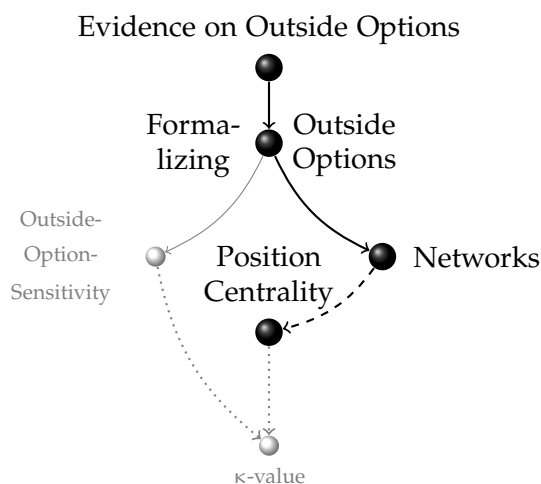 Evidence on Outside Options
Forma-
lizing
Outside
Options
Outside-
Option-
Sensitivity
Position
Centrality
Networks
κ-value